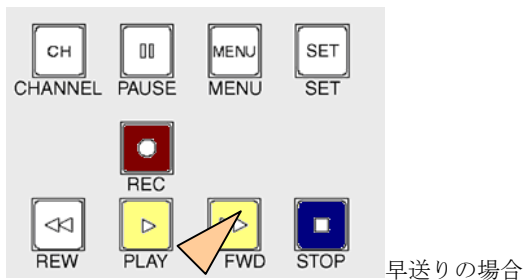 CH MENU SET
CHANNEL PAUSE MENU SET
REC
REW PLAY FWD STOP
早送りの場合